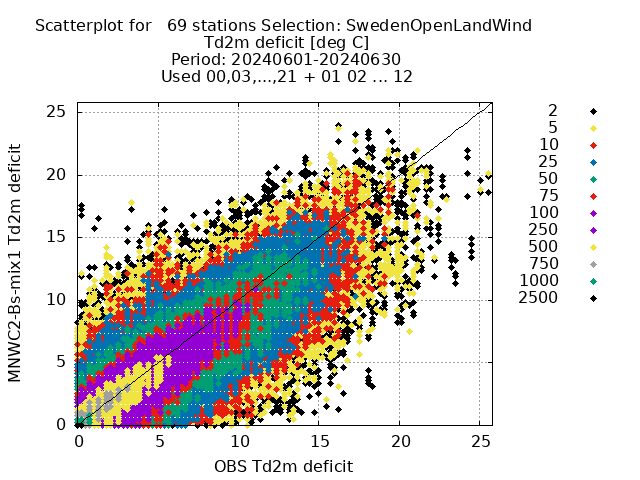 Scatterplot for   69 stations Selection: SwedenOpenLandWind
Td2m deficit [deg C]
Period: 20240601-20240630
Used 00,03,...,21 + 01 02 ... 12
MNWC2-Bs-mix1 Td2m deficit
25
20
15
10
5
0
0 5 10 15 20 25
OBS Td2m deficit
2
5
10
25
50
75
100
250
500
750
1000
2500